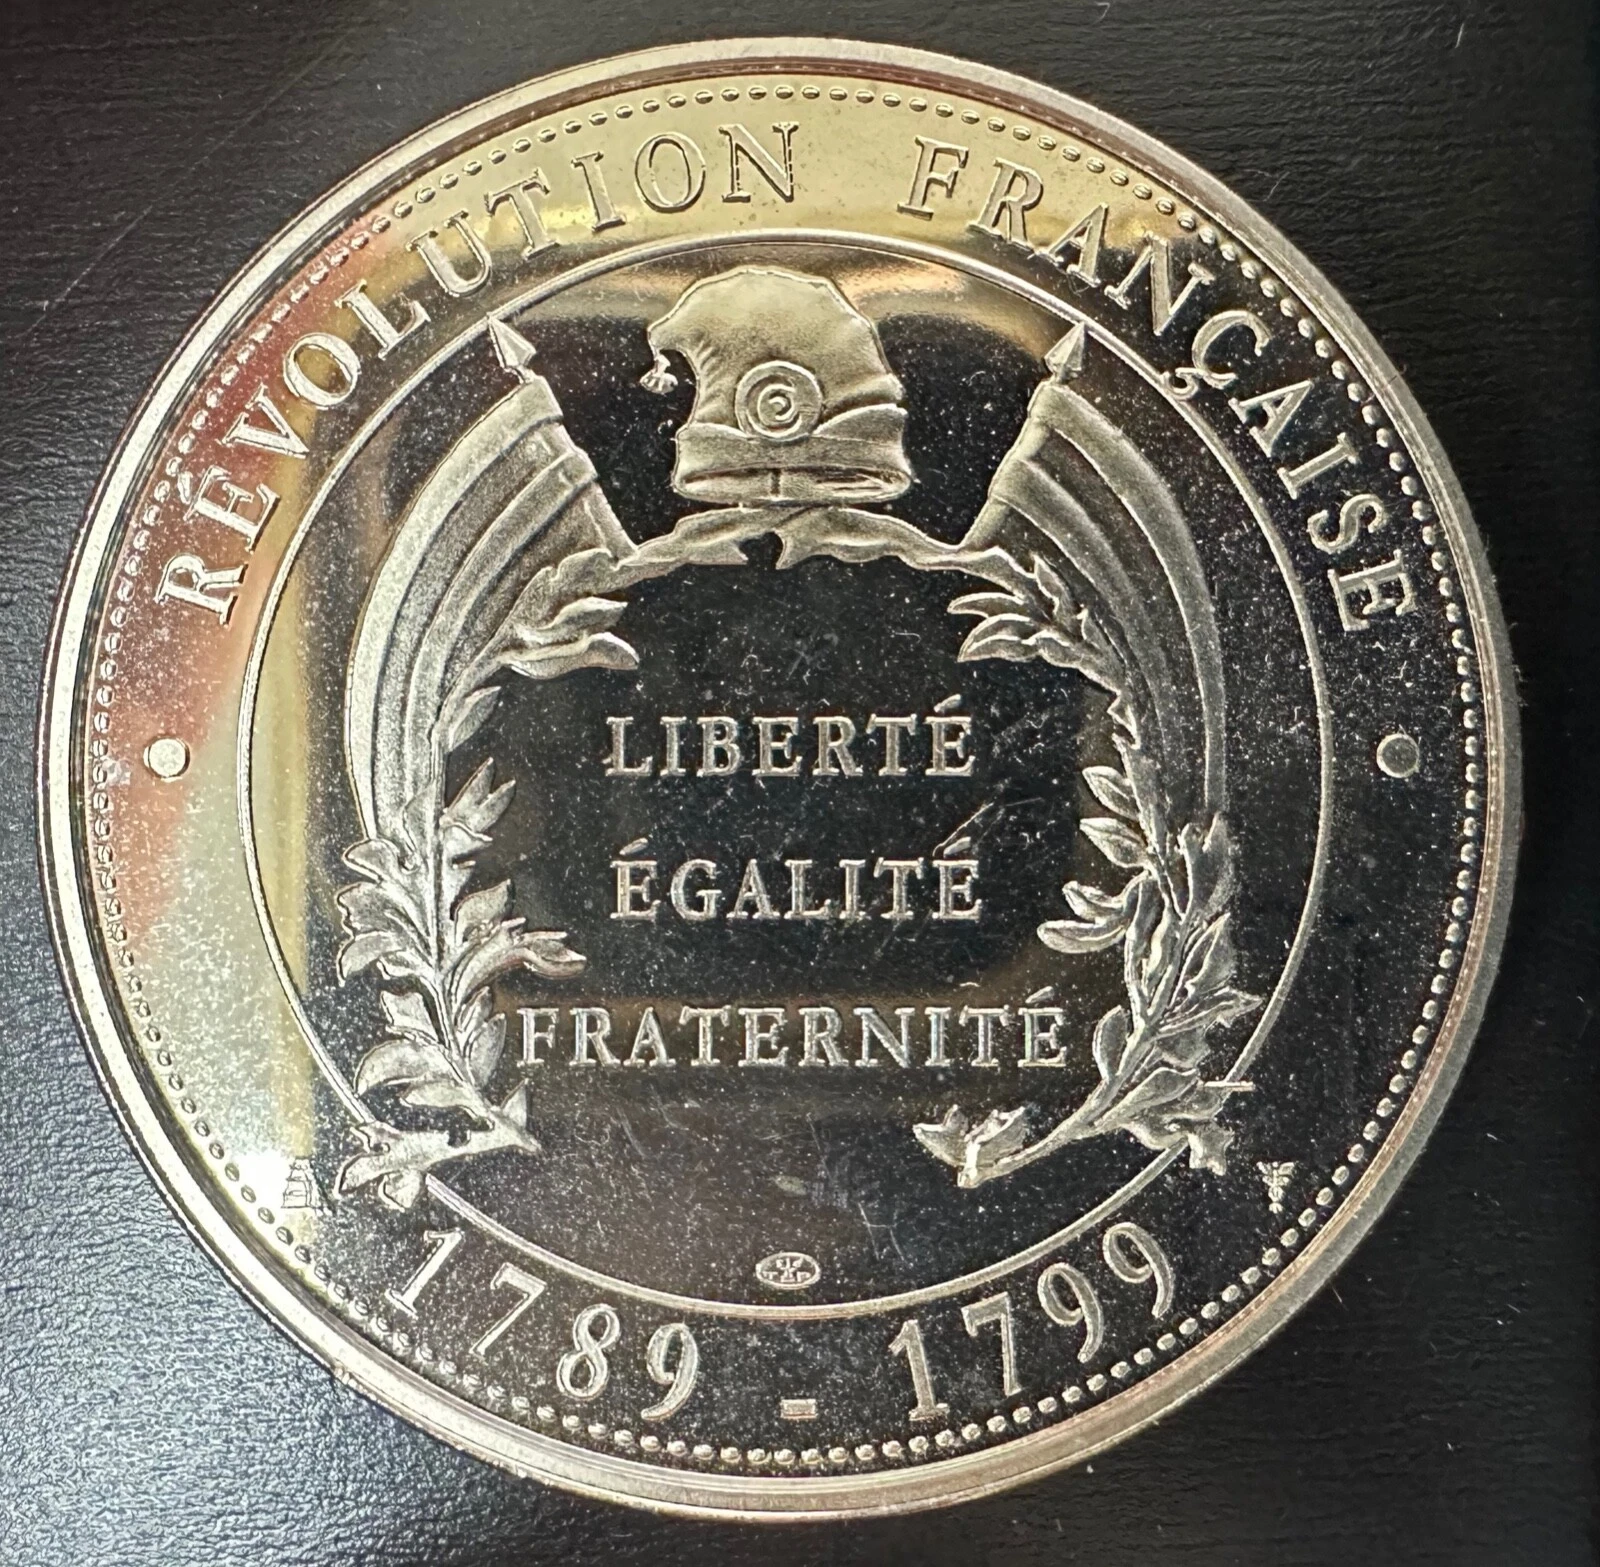 RÉVOLUTION FRANÇAISE
LIBERTÉ
ÉGALITÉ
FRATERNITÉ
1789 - 1799